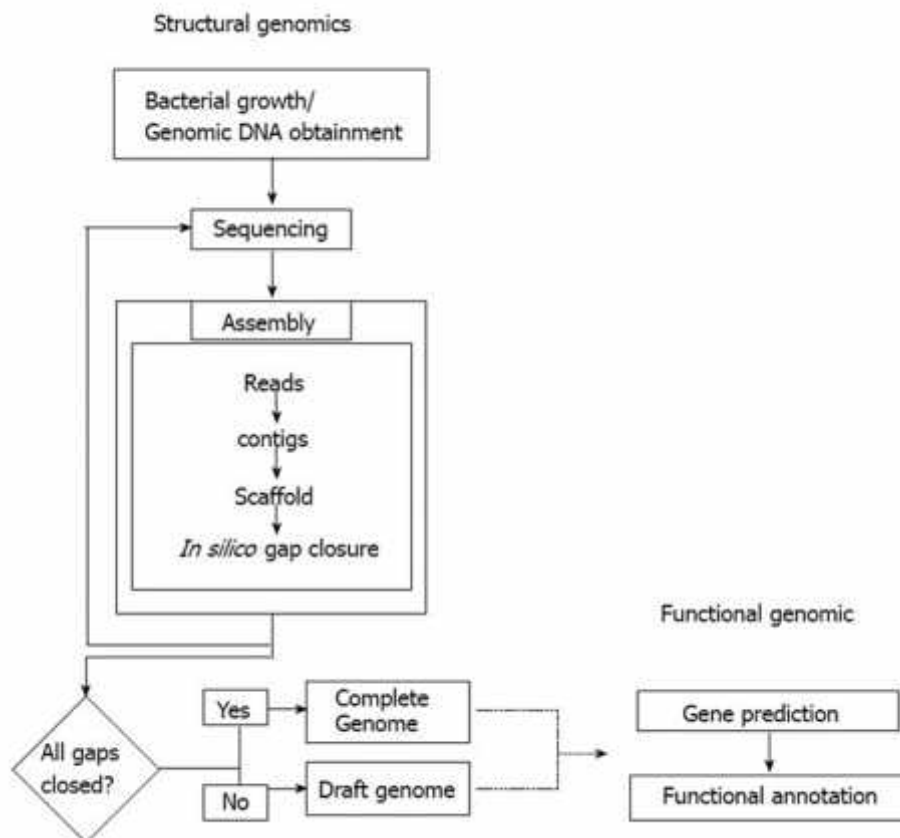 Structural genomics
Bacterial growth/
Genomic DNA obtainment
Sequencing
Assembly
Reads
contigs
Scaffold
In silico gap closure
Functional genomic
All gaps
closed?
Yes
Complete
Genome
No
Draft genome
Gene prediction
Functional annotation